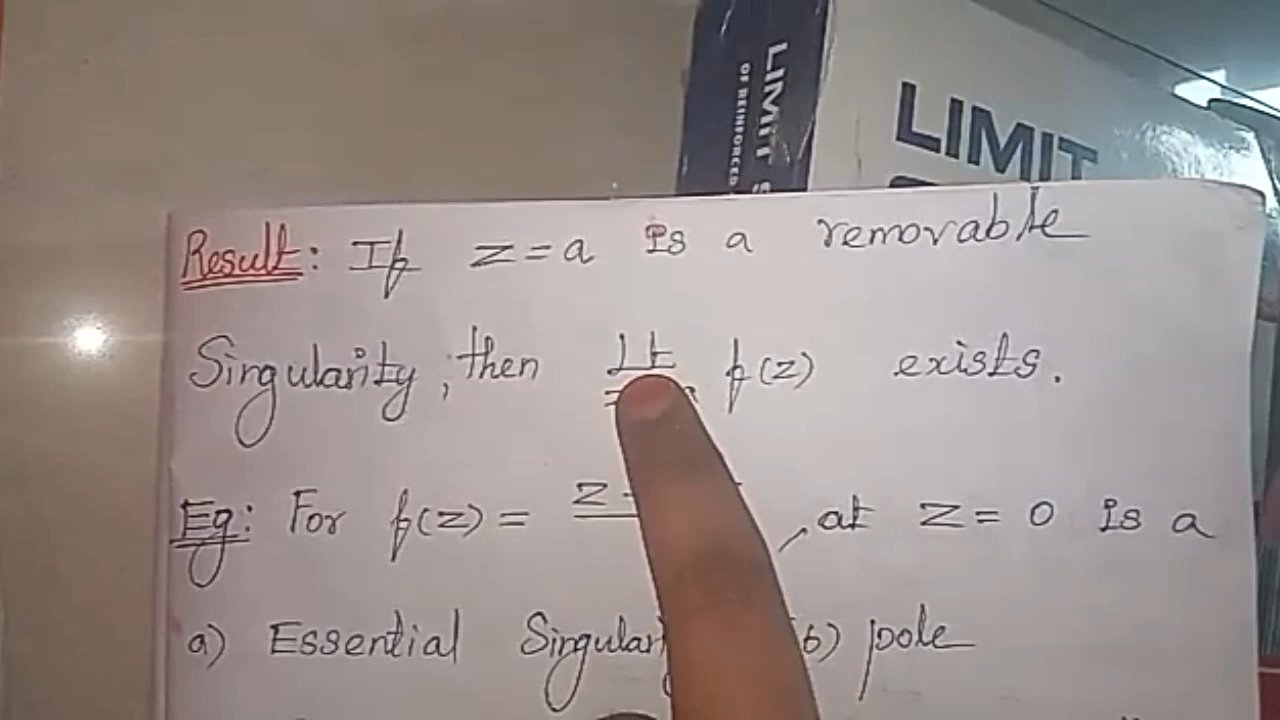 LIMIT S
OF REINFORCED
LIMIT
Result: If z=a is a removable
Singularity, then Lt f(z) exists.
Eg: For f(z) = z , at z = 0 is a
a) Essential b) pole